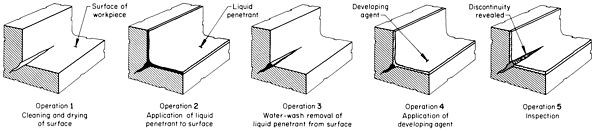 Surface of
workpiece
Liquid
penetrant
Developing
agent
Discontinuity
revealed
Operation 1
Cleaning and drying
of surface
Operation 2
Application of liquid
penetrant to surface
Operation 3
Water-wash removal of
liquid penetrant from surface
Operation 4
Application of
developing agent
Operation 5
Inspection